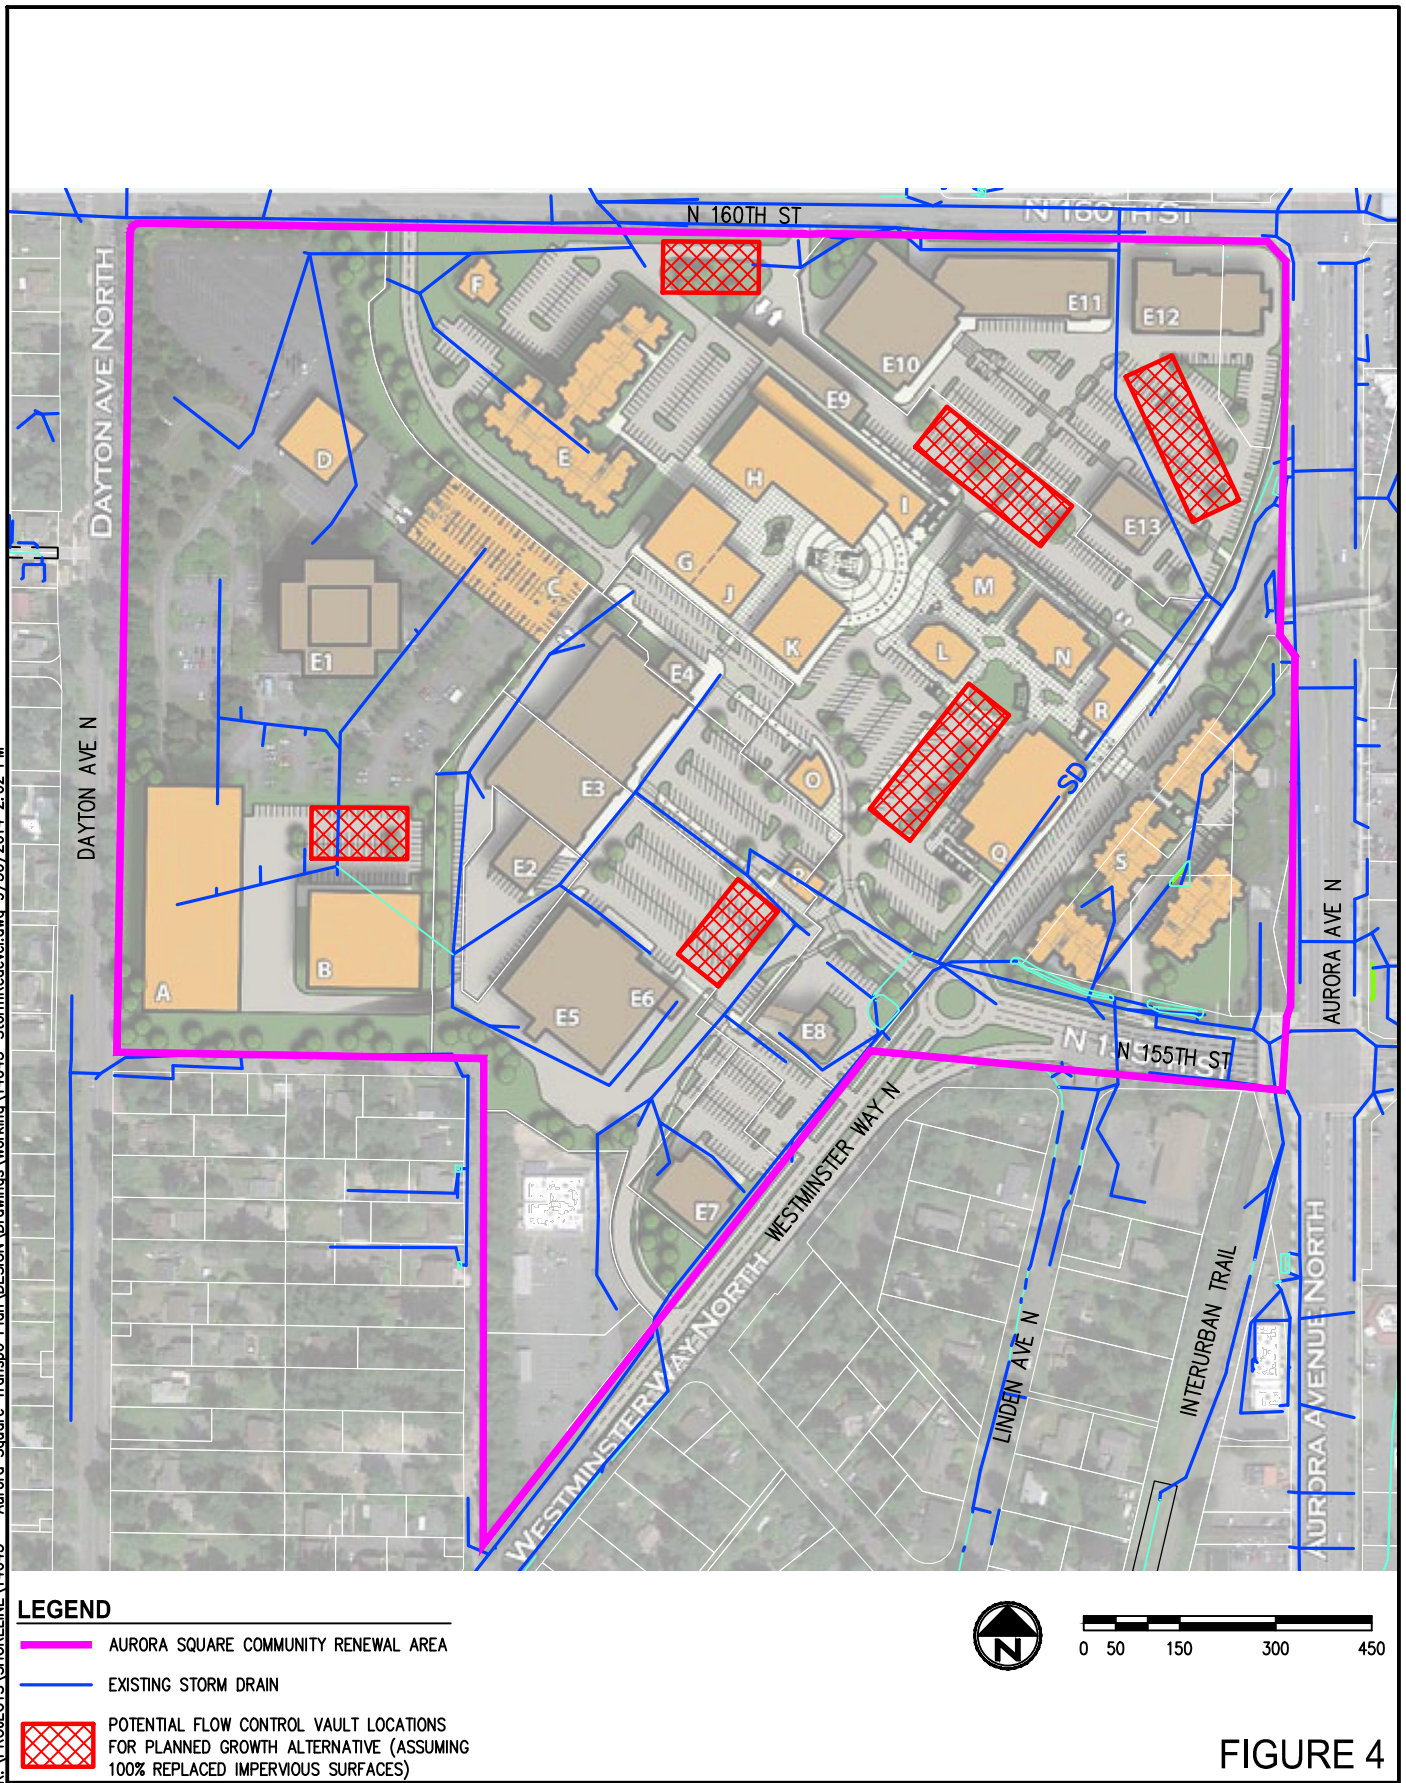 N 160TH ST
N 160TH ST
DAYTON AVE NORTH
F
E11
E12
E10
E9
D
E
H
I
E13
G
C
J
M
E1
K
L
N
E4
R
DAYTON AVE N
SD
O
E3
Q
S
E2
P
B
A
E6
E5
E8
AURORA AVE N
N 155TH ST
WESTMINSTER WAY N
E7
WESTMINSTER WAY NORTH
LINDEN AVE N
INTERURBAN TRAIL
AURORA AVENUE NORTH
LEGEND
AURORA SQUARE COMMUNITY RENEWAL AREA
EXISTING STORM DRAIN
POTENTIAL FLOW CONTROL VAULT LOCATIONS
FOR PLANNED GROWTH ALTERNATIVE (ASSUMING
100% REPLACED IMPERVIOUS SURFACES)
N
0 50 150 300 450
FIGURE 4